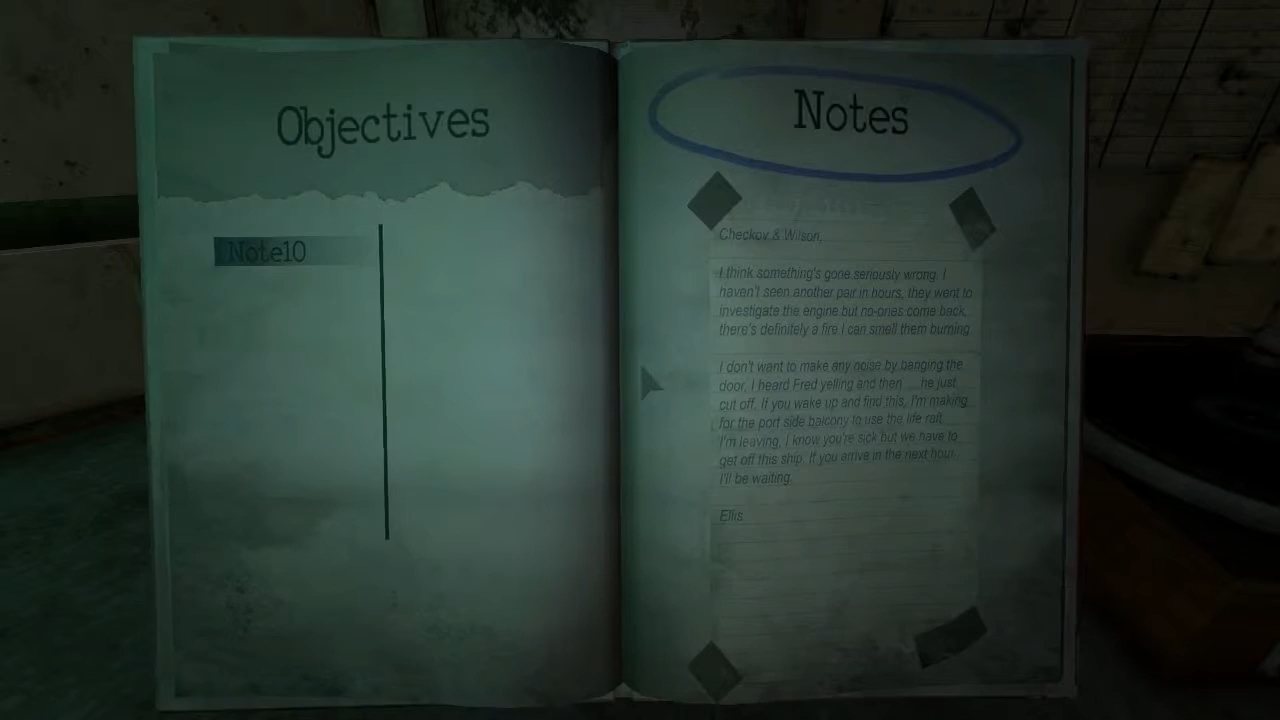 Objectives
Note10
Notes
Checkov & Wilson,
I think something's gone seriously wrong. I
haven't seen another pair in hours, they went to
investigate the engine but no-ones come back,
there's definitely a fire I can smell them burning.
I don't want to make any noise by banging the
door, I heard Fred yelling and then ....he just
cut off. If you wake up and find this, I'm making
for the port side balcony to use the life raft.
I'm leaving, I know you're sick but we have to
get off this ship. If you arrive in the next hour
I'll be waiting.
Ellis